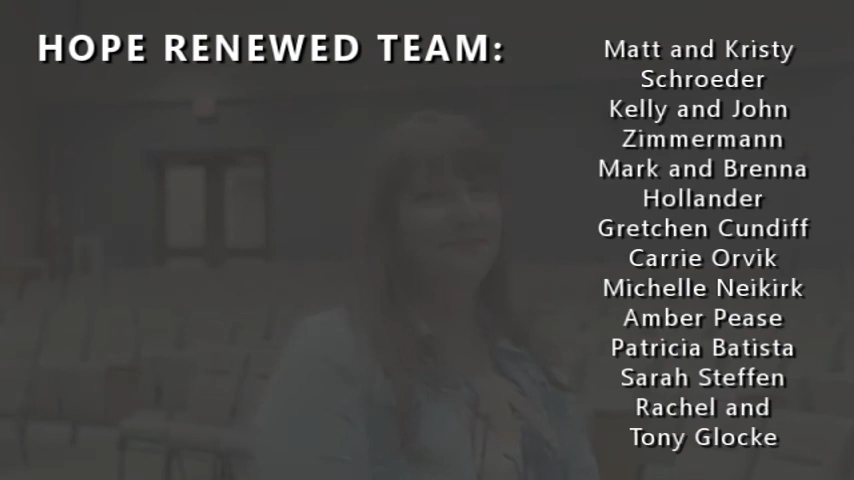 HOPE RENEWED TEAM:
Matt and Kristy
Schroeder
Kelly and John
Zimmermann
Mark and Brenna
Hollander
Gretchen Cundiff
Carrie Orvik
Michelle Neikirk
Amber Pease
Patricia Batista
Sarah Steffen
Rachel and
Tony Glocke